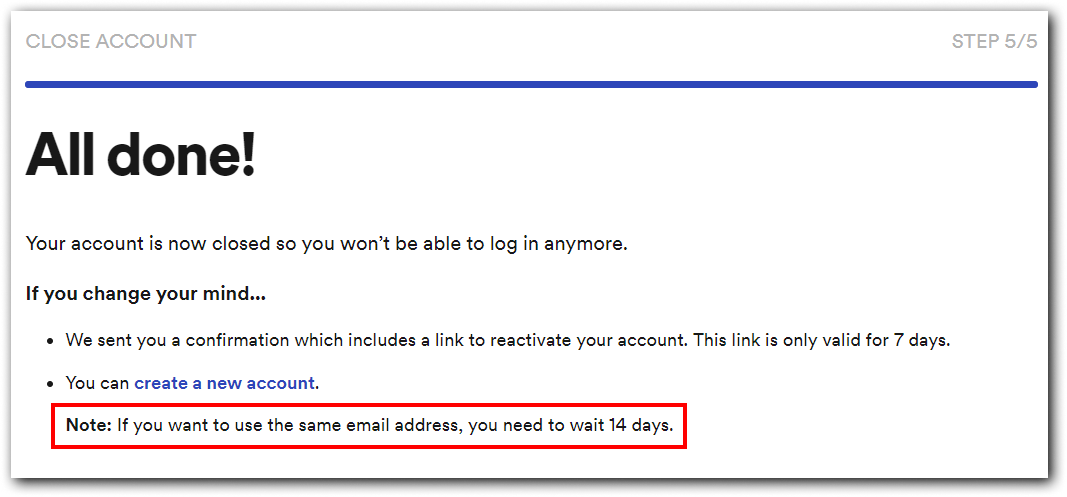 CLOSE ACCOUNT STEP 5/5
All done!
Your account is now closed so you won’t be able to log in anymore.
If you change your mind...
• We sent you a confirmation which includes a link to reactivate your account. This link is only valid for 7 days.
• You can create a new account.
Note: If you want to use the same email address, you need to wait 14 days.